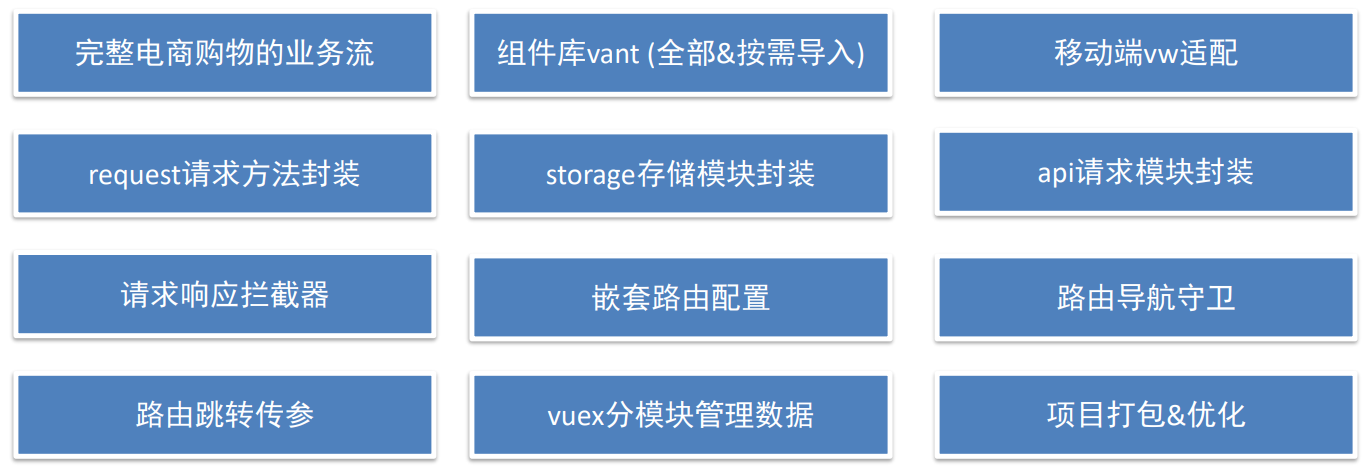 完整电商购物的业务流
组件库vant (全部&按需导入)
移动端vw适配
request请求方法封装
storage存储模块封装
api请求模块封装
请求响应拦截器
嵌套路由配置
路由导航守卫
路由跳转传参
vuex分模块管理数据
项目打包&优化